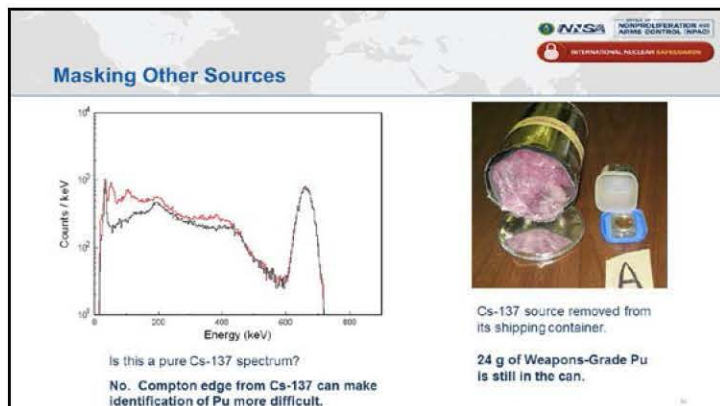 NNSA
OFFICE OF
NONPROLIFERATION AND
ARMS CONTROL (NPAC)
INTERNATIONAL NUCLEAR SAFEGUARDS
Masking Other Sources
10⁴
10³
10²
10¹
Counts / keV
0
200
400
600
800
Energy (keV)
A
Is this a pure Cs-137 spectrum?
No. Compton edge from Cs-137 can make
identification of Pu more difficult.
Cs-137 source removed from
its shipping container.
24 g of Weapons-Grade Pu
is still in the can.